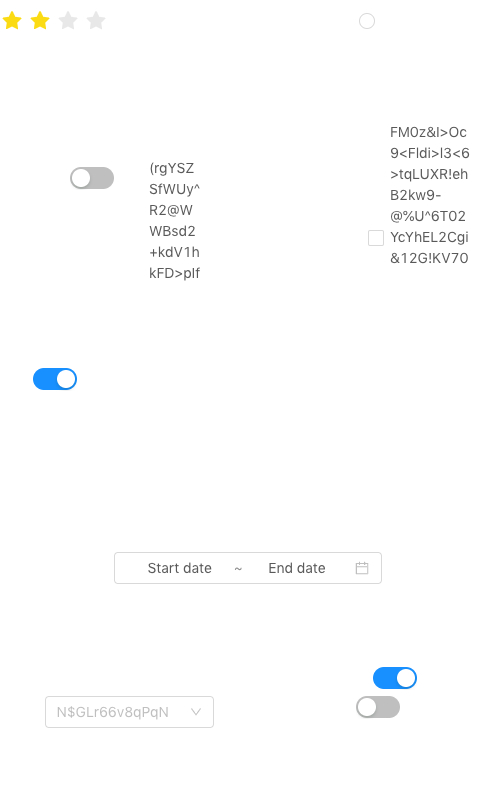 FM0z&I>Oc
9<Fldi>l3<6
>tqLUXR!eh
B2kw9-
@%U^6T02
YcYhEL2Cgi
&12G!KV70
(rgYSZ
SfWUy^
R2@W
WBsd2
+kdV1h
kFD>pIf
Start date ~ End date
N$GLr66v8qPqN